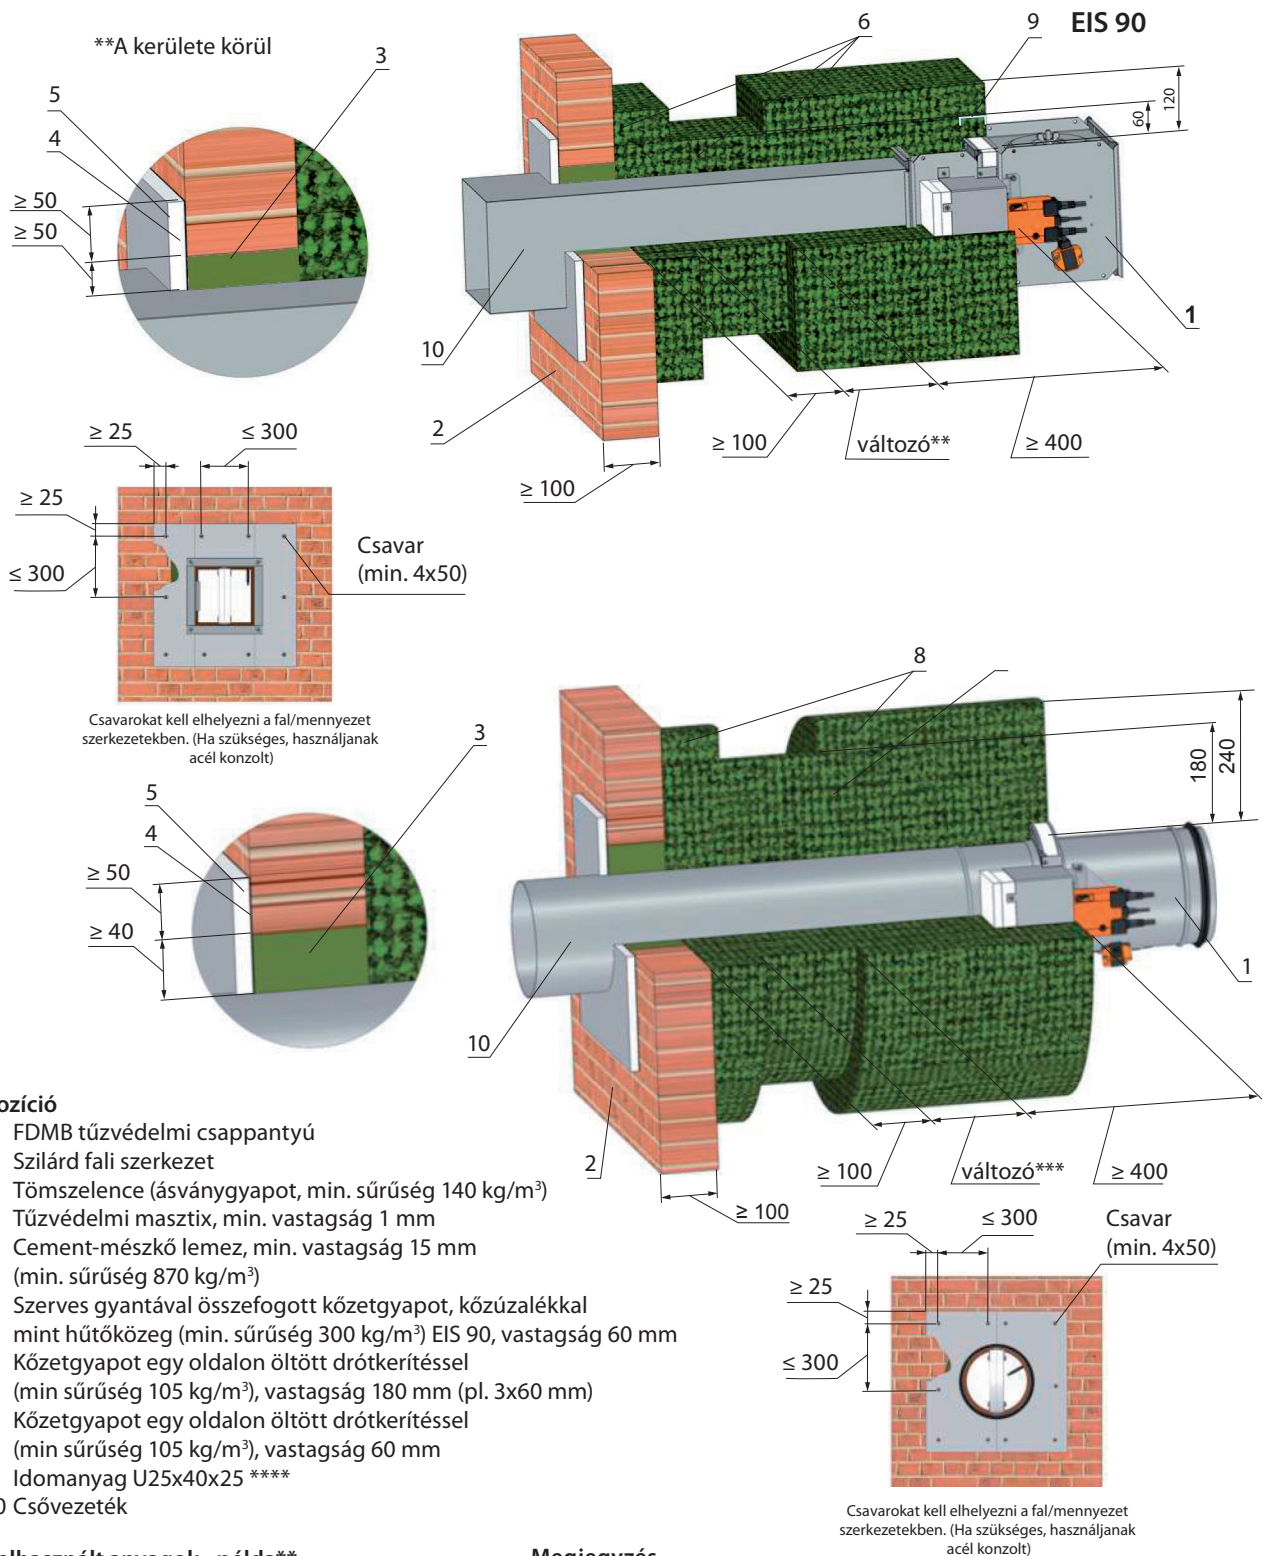 **A kerülete körül
3
5
4
≥ 50
≥ 50
6
9
EIS 90
120
60
1
10
2
≥ 100
≥ 100
változó**
≥ 400
≥ 25
≤ 300
≥ 25
≤ 300
Csavar
(min. 4x50)
Csavarokat kell elhelyezni a fal/mennyezet
szerkezetekben. (Ha szükséges, használjanak
acél konzolt)
3
5
4
≥ 50
≥ 40
8
180
240
1
10
2
≥ 100
≥ 100
változó***
≥ 400
≥ 25
≤ 300
Csavar
(min. 4x50)
≥ 25
≤ 300
Csavarokat kell elhelyezni a fal/mennyezet
szerkezetekben. (Ha szükséges, használjanak
acél konzolt)
ozíció
FDMB tűzvédelmi csappantyú
Szilárd fali szerkezet
Tömszelence (ásványgyapot, min. sűrűség 140 kg/m³)
Tűzvédelmi masztix, min. vastagság 1 mm
Cement-mészkő lemez, min. vastagság 15 mm
(min. sűrűség 870 kg/m³)
Szerves gyantával összefogott kőzetgyapot, kőzúzalékkal
mint hűtőközeg (min. sűrűség 300 kg/m³) EIS 90, vastagság 60 mm
Kőzetgyapot egy oldalon öltött drótkerítéssel
(min sűrűség 105 kg/m³), vastagság 180 mm (pl. 3x60 mm)
Kőzetgyapot egy oldalon öltött drótkerítéssel
(min sűrűség 105 kg/m³), vastagság 60 mm
Idomanyag U25x40x25 ****
0 Csővezeték